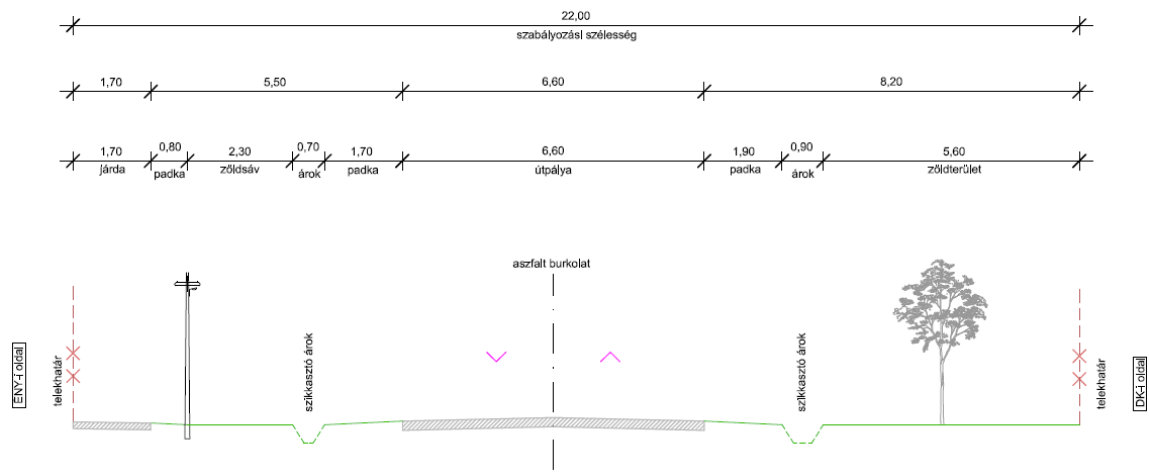 22,00
szabályozási szélesség
1,70 5,50 6,60 8,20
1,70 0,80 2,30 0,70 1,70 6,60 1,90 0,90 5,60
járda padka zöldsáv árok padka útpálya padka árok zöldterület
aszfalt burkolat
ÉNY-i oldal
telekhatár
szikkasztó árok
szikkasztó árok
telekhatár
DK-i oldal